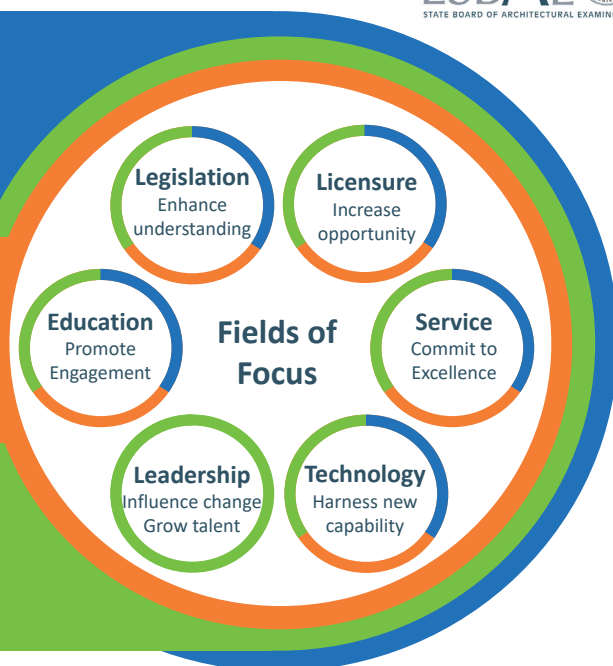 STATE BOARD OF ARCHITECTURAL
Legislation
Enhance
understanding
Licensure
Increase
opportunity
Education
Promote
Engagement
Fields of
Focus
Service
Commit to
Excellence
Leadership
Influence change
Grow talent
Technology
Harness new
capability